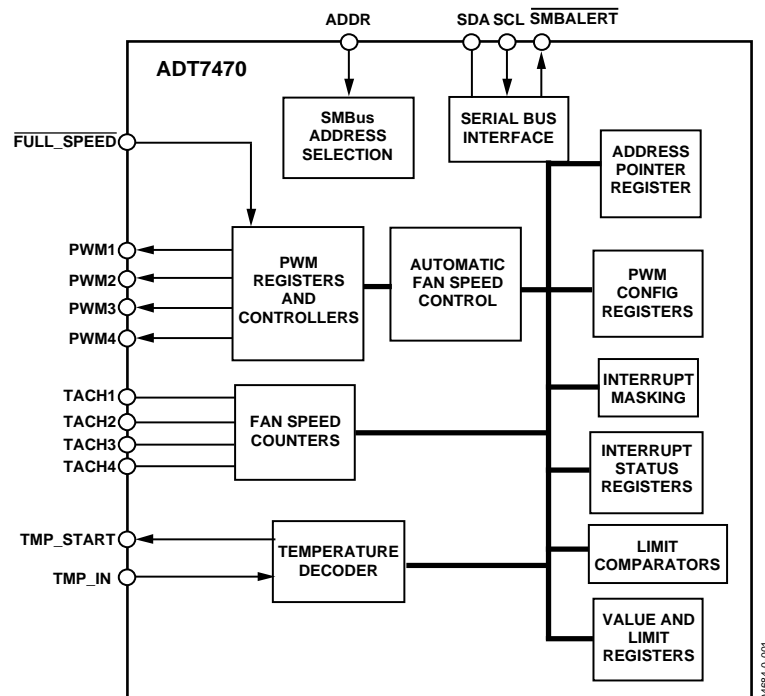 ADDR
SDA SCL SMBALERT
ADT7470
SMBus
ADDRESS
SELECTION
SERIAL BUS
INTERFACE
FULL_SPEED
ADDRESS
POINTER
REGISTER
PWM1
PWM2
PWM3
PWM4
PWM
REGISTERS
AND
CONTROLLERS
AUTOMATIC
FAN SPEED
CONTROL
PWM
CONFIG
REGISTERS
INTERRUPT
MASKING
TACH1
TACH2
TACH3
TACH4
FAN SPEED
COUNTERS
INTERRUPT
STATUS
REGISTERS
TMP_START
TMP_IN
TEMPERATURE
DECODER
LIMIT
COMPARATORS
VALUE AND
LIMIT
REGISTERS